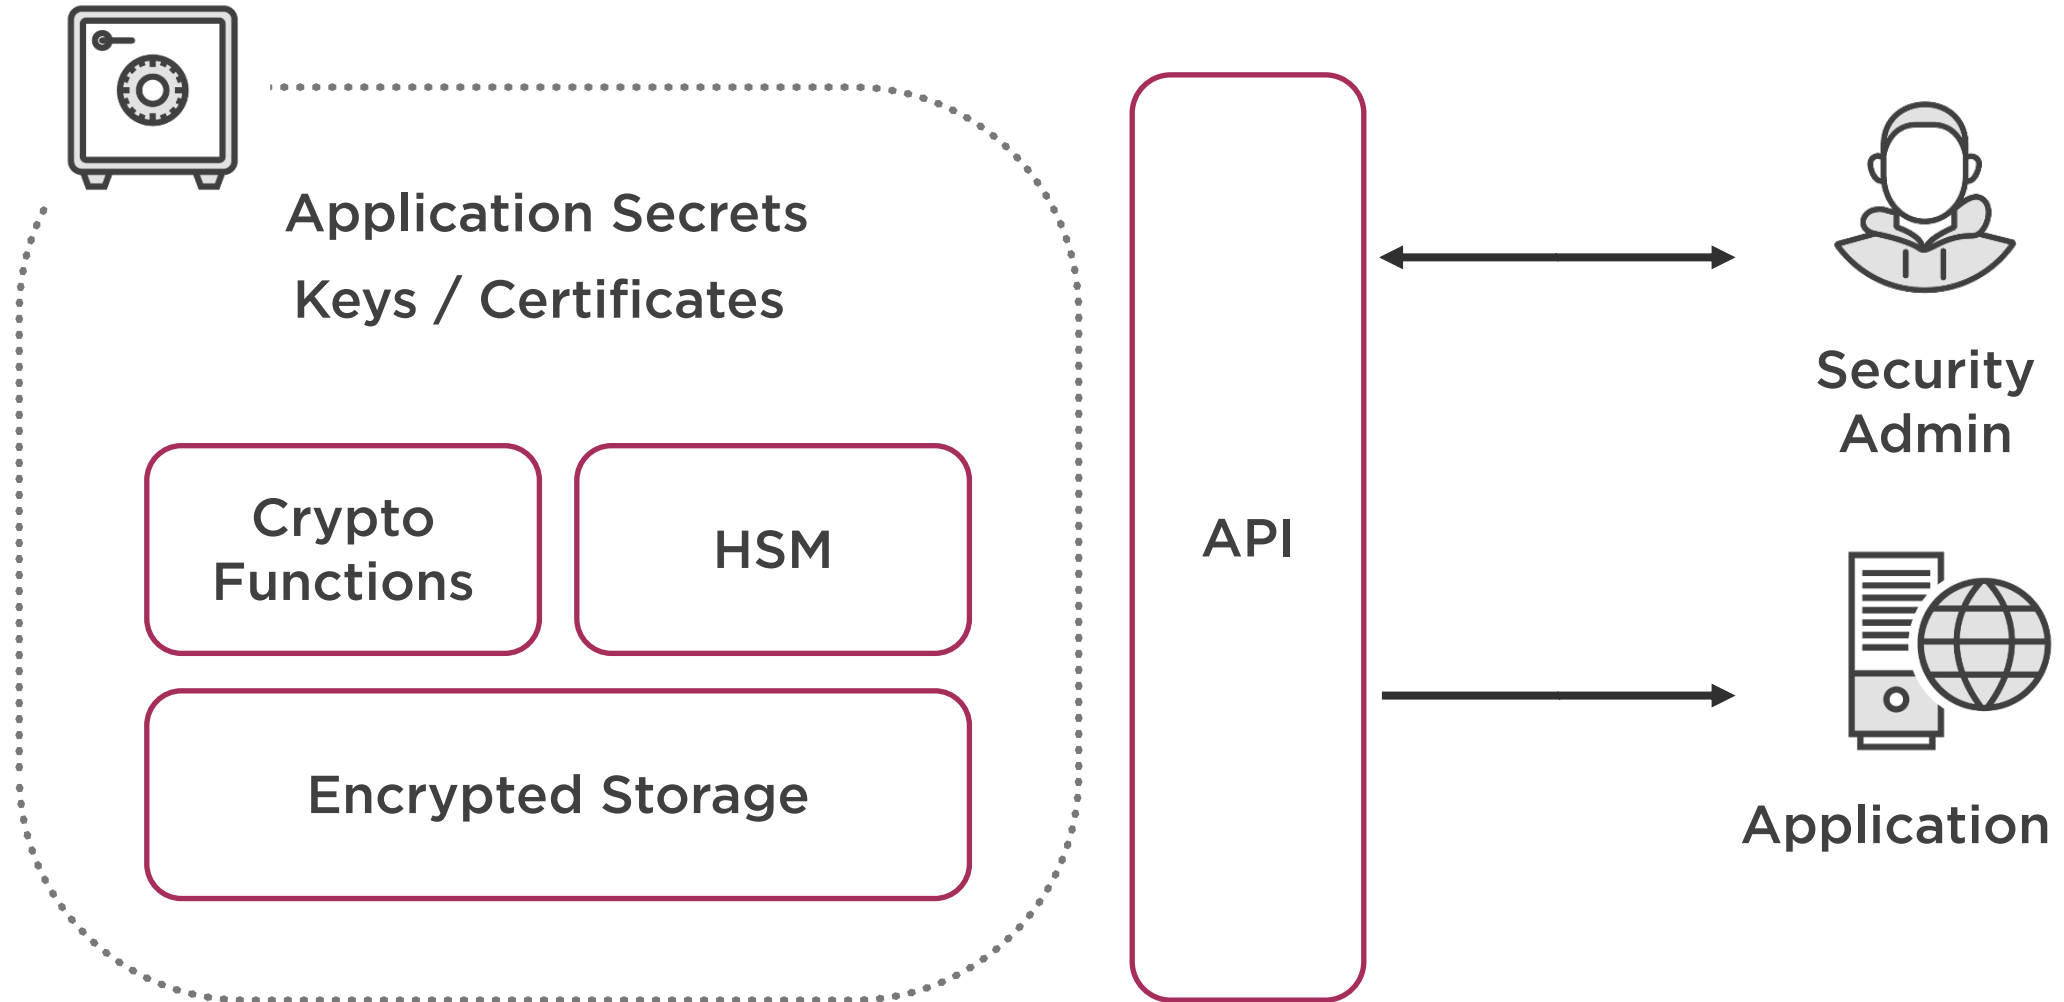 Application Secrets
Keys / Certificates
Crypto
Functions
HSM
Encrypted Storage
API
Security
Admin
Application